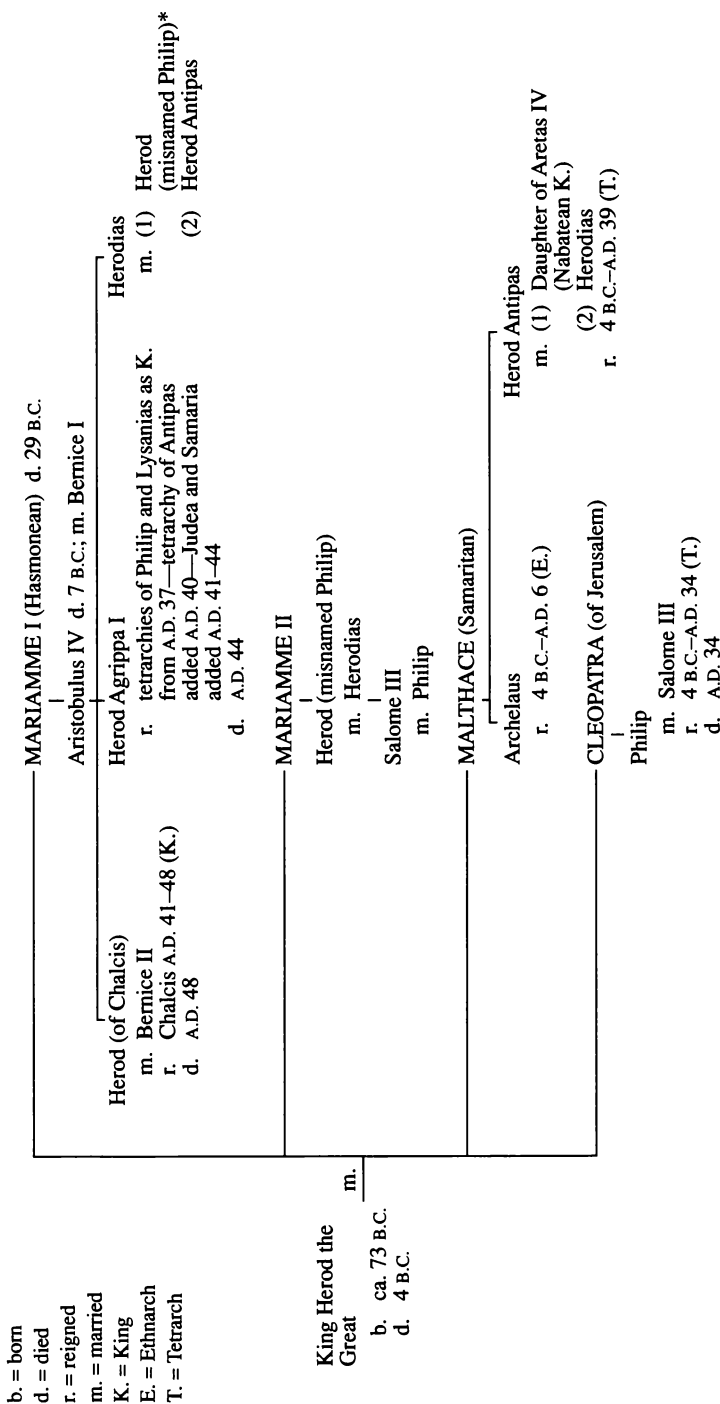 b. = born
d. = died
r. = reigned
m. = married
K. = King
E. = Ethnarch
T. = Tetrarch
King Herod the
Great
b. ca. 73 B.C.
d. 4 B.C.
m.
MARIAMME I (Hasmonean) d. 29 B.C.
Aristobulus IV d. 7 B.C.; m. Bernice I
Herod (of Chalcis)
m. Bernice II
r. Chalcis A.D. 41–48 (K.)
d. A.D. 48
Herod Agrippa I
r. tetrarchies of Philip and Lysanias as K.
from A.D. 37—tetrarchy of Antipas
added A.D. 40—Judea and Samaria
added A.D. 41–44
d. A.D. 44
Herodias
m. (1) Herod
(misnamed Philip)*
(2) Herod Antipas
MARIAMME II
Herod (misnamed Philip)
m. Herodias
Salome III
m. Philip
MALTHACE (Samaritan)
Archelaus
r. 4 B.C.–A.D. 6 (E.)
Herod Antipas
m. (1) Daughter of Aretas IV
(Nabatean K.)
(2) Herodias
r. 4 B.C.–A.D. 39 (T.)
CLEOPATRA (of Jerusalem)
Philip
m. Salome III
r. 4 B.C.–A.D. 34 (T.)
d. A.D. 34